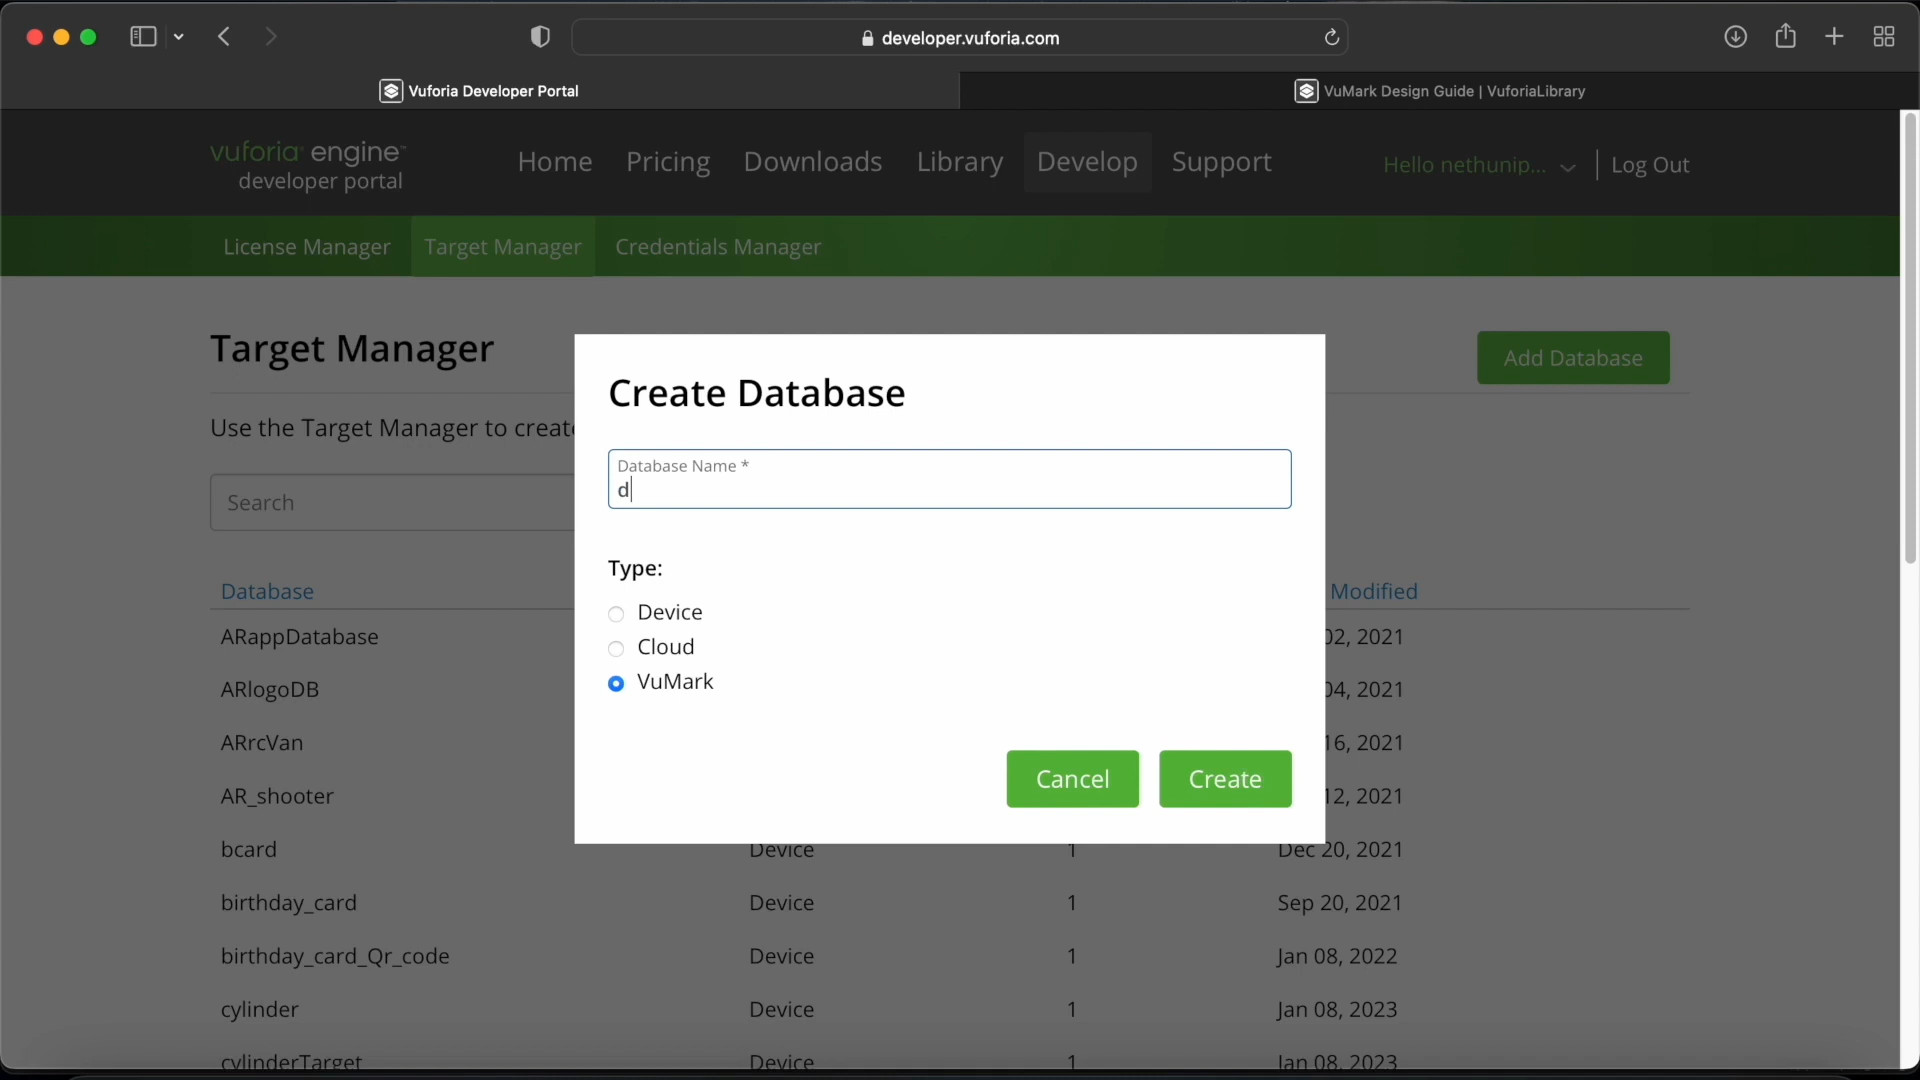 developer.vuforia.com
Vuforia Developer Portal
VuMark Design Guide | VuforiaLibrary
vuforia engine™
developer portal
Home
Pricing
Downloads
Library
Develop
Support
Hello nethunip...
Log Out
License Manager
Target Manager
Credentials Manager
Target Manager
Add Database
Use the Target Manager to create
Search
Create Database
Database Name *
d
Type:
Device
Cloud
VuMark
Cancel
Create
Database
Modified
ARappDatabase
02, 2021
ARlogoDB
04, 2021
ARrcVan
16, 2021
AR_shooter
12, 2021
bcard
Device
1
Dec 20, 2021
birthday_card
Device
1
Sep 20, 2021
birthday_card_Qr_code
Device
1
Jan 08, 2022
cylinder
Device
1
Jan 08, 2023
cylinderTarget
Device
1
Jan 08, 2023